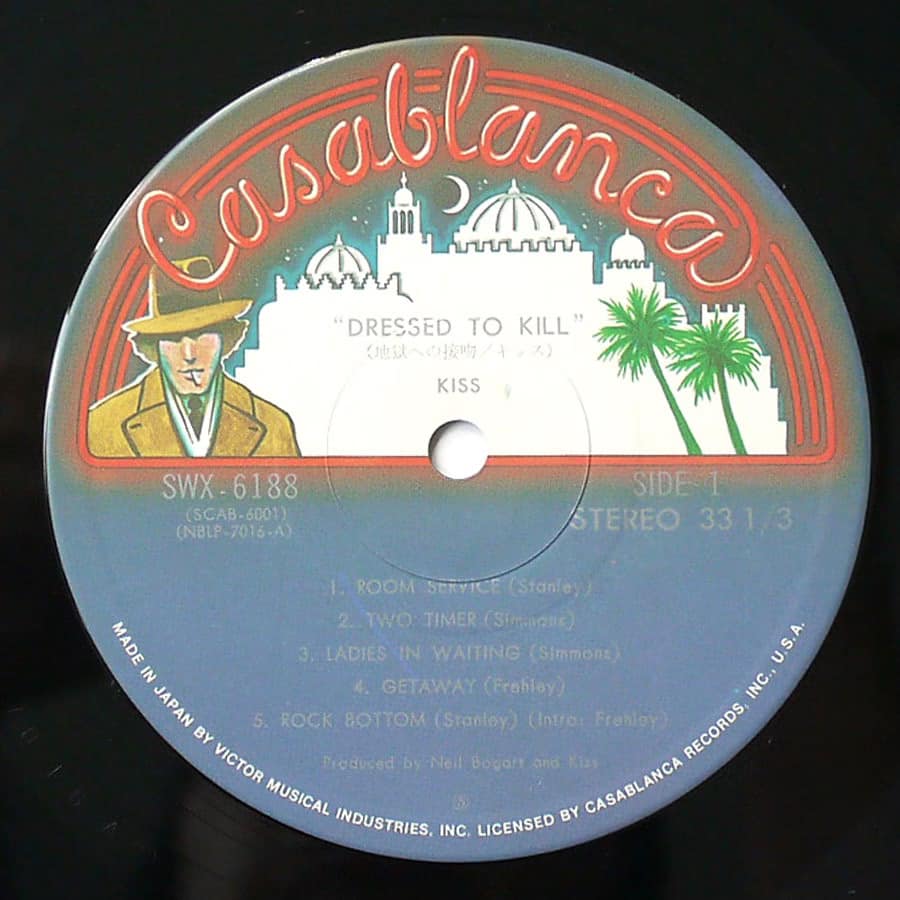 Casablanca
"DRESSED TO KILL"
(地獄への接吻/キッス)
KISS
SWX-6188
(SCAB-6001)
(NBLP-7016-A)
SIDE 1
STEREO 33 1/3
1. ROOM SERVICE (Stanley)
2. TWO TIMER (Simmons)
3. LADIES IN WAITING (Simmons)
4. GETAWAY (Frehley)
5. ROCK BOTTOM (Stanley) (Intro: Frehley)
Produced by Neil Bogart and Kiss
MADE IN JAPAN BY VICTOR MUSICAL INDUSTRIES, INC. LICENSED BY CASABLANCA RECORDS, INC., U.S.A.